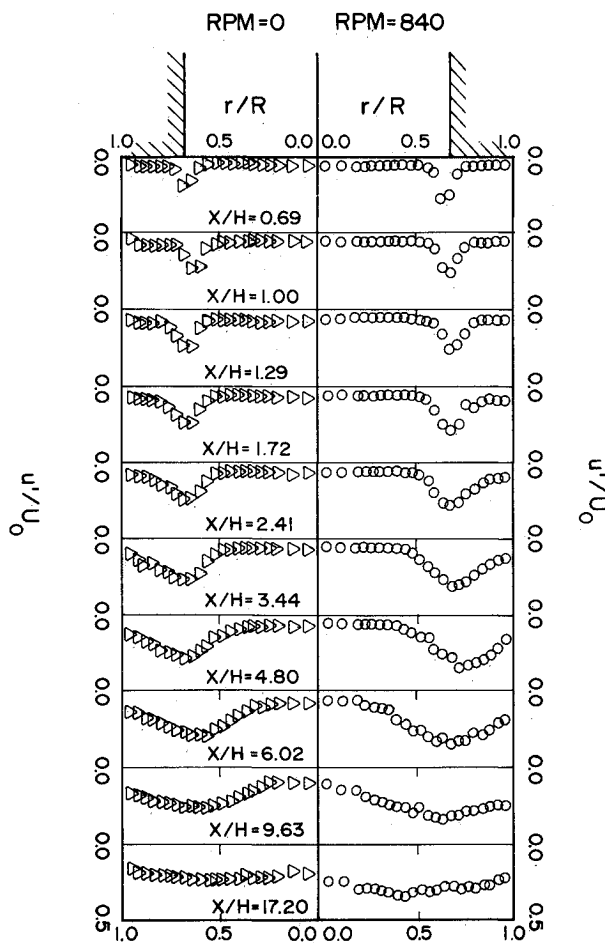 RPM=0 RPM=840
r/R r/R
1.0 0.5 0.0 0.0 0.5 1.0
0.0 0.0
X/H=0.69
0.0 0.0
X/H=1.00
0.0 0.0
X/H=1.29
0.0 0.0
X/H=1.72
0.0 0.0
X/H=2.41
u'/U₀ u'/U₀
0.0 0.0
X/H=3.44
0.0 0.0
X/H=4.80
0.0 0.0
X/H=6.02
0.0 0.0
X/H=9.63
0.0 0.0
X/H=17.20
0.5 0.5
1.0 0.5 0.0 0.0 0.5 1.0